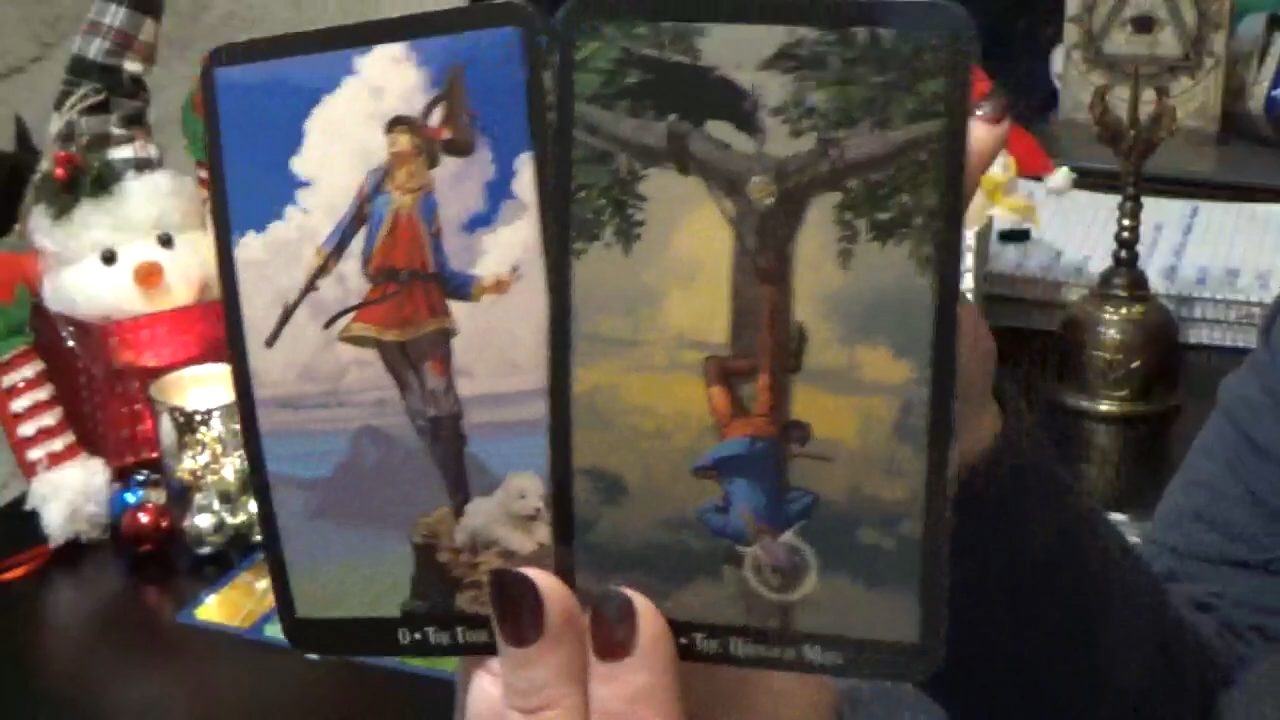 0 • The Fool
• The Hanged Man